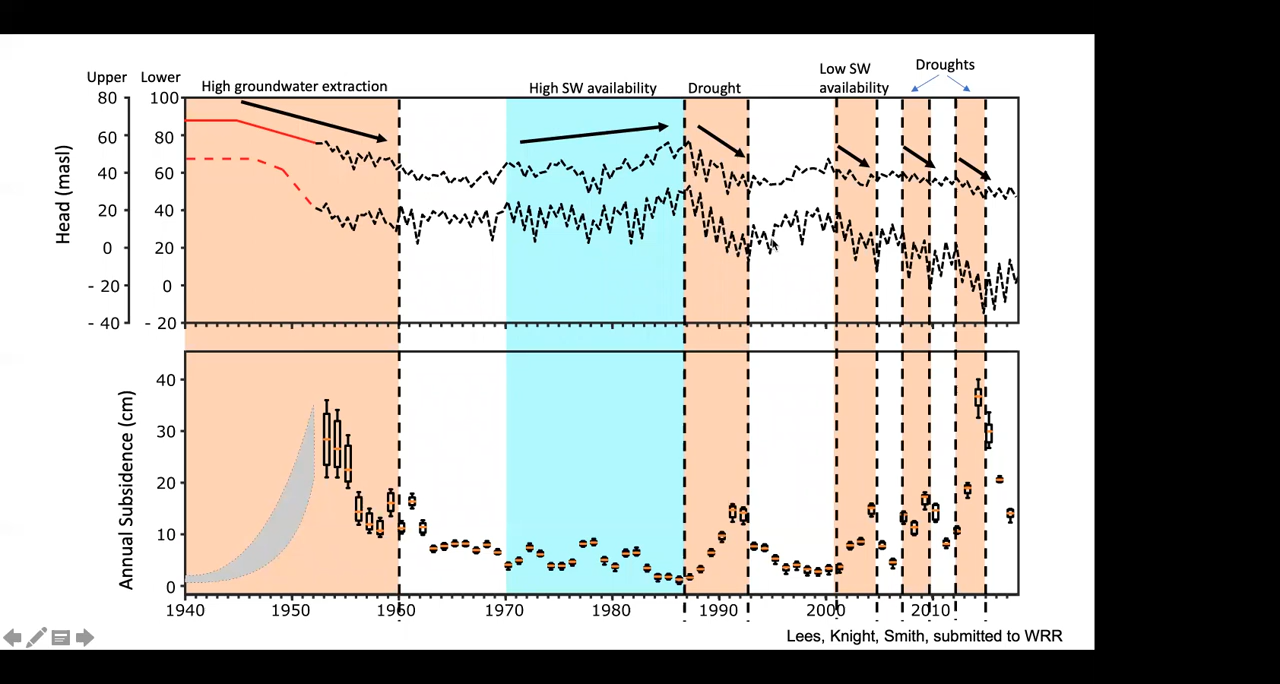 Upper Lower High groundwater extraction High SW availability Drought Low SW availability Droughts
80 100
60 80
40 60
20 40
0 20
- 20 0
- 40 - 20
Head (masl)
40
30
20
10
0
Annual Subsidence (cm)
1940 1950 1960 1970 1980 1990 2000 2010
Lees, Knight, Smith, submitted to WRR